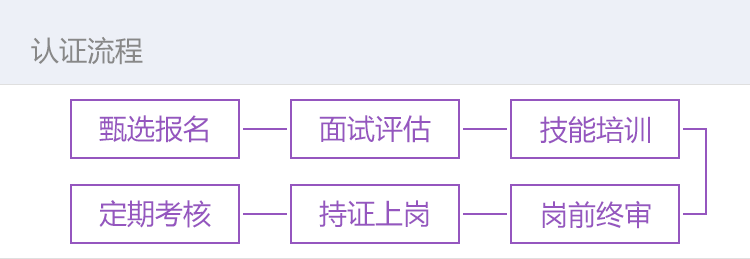 认证流程
甄选报名
面试评估
技能培训
岗前终审
持证上岗
定期考核